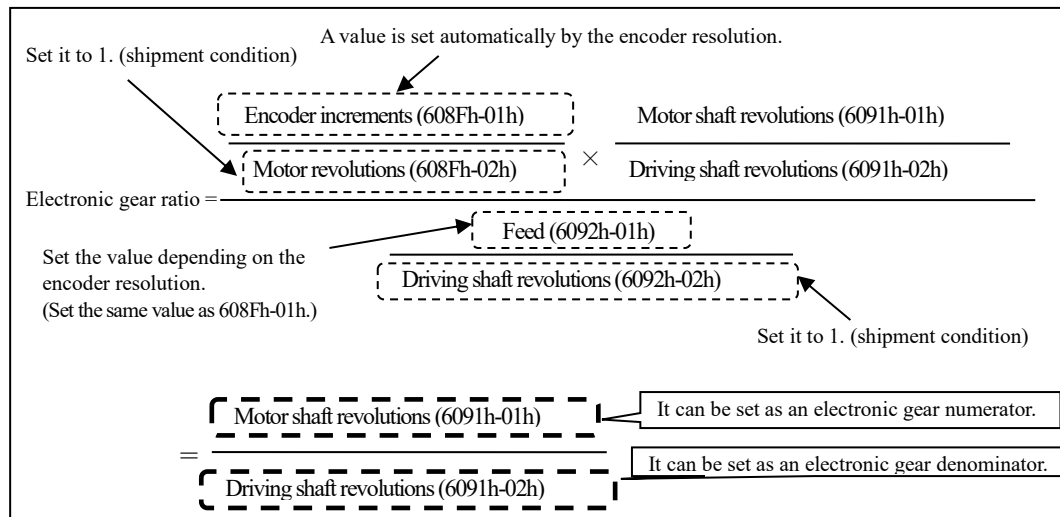 A value is set automatically by the encoder resolution.
Set it to 1. (shipment condition)
Encoder increments (608Fh-01h)
Motor revolutions (608Fh-02h)
×
Motor shaft revolutions (6091h-01h)
Driving shaft revolutions (6091h-02h)
Electronic gear ratio =
Feed (6092h-01h)
Driving shaft revolutions (6092h-02h)
Set the value depending on the
encoder resolution.
(Set the same value as 608Fh-01h.)
Set it to 1. (shipment condition)
=
Motor shaft revolutions (6091h-01h)
It can be set as an electronic gear numerator.
Driving shaft revolutions (6091h-02h)
It can be set as an electronic gear denominator.